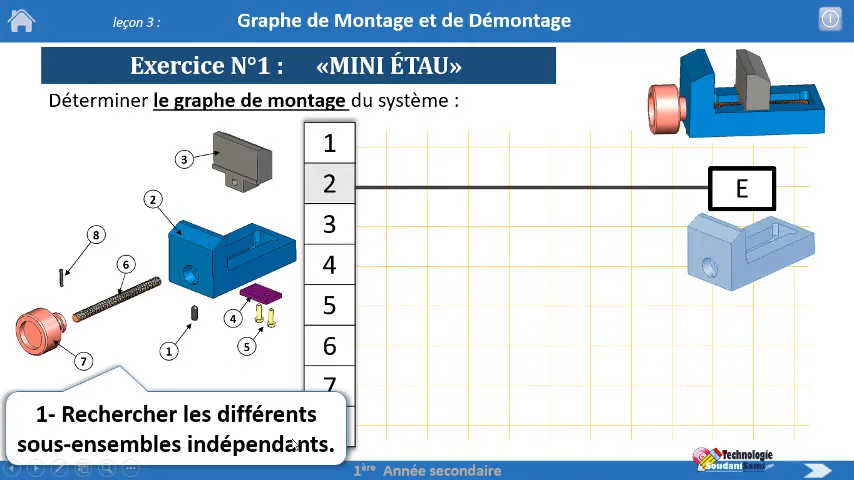 leçon 3 :
Graphe de Montage et de Démontage
Exercice N°1 : «MINI ÉTAU»
Déterminer le graphe de montage du système :
3
2
8
6
4
1
5
7
1
2
3
4
5
6
7
E
1- Rechercher les différents
sous-ensembles indépendants.
1ère Année secondaire
Technologie
Soudani Sami